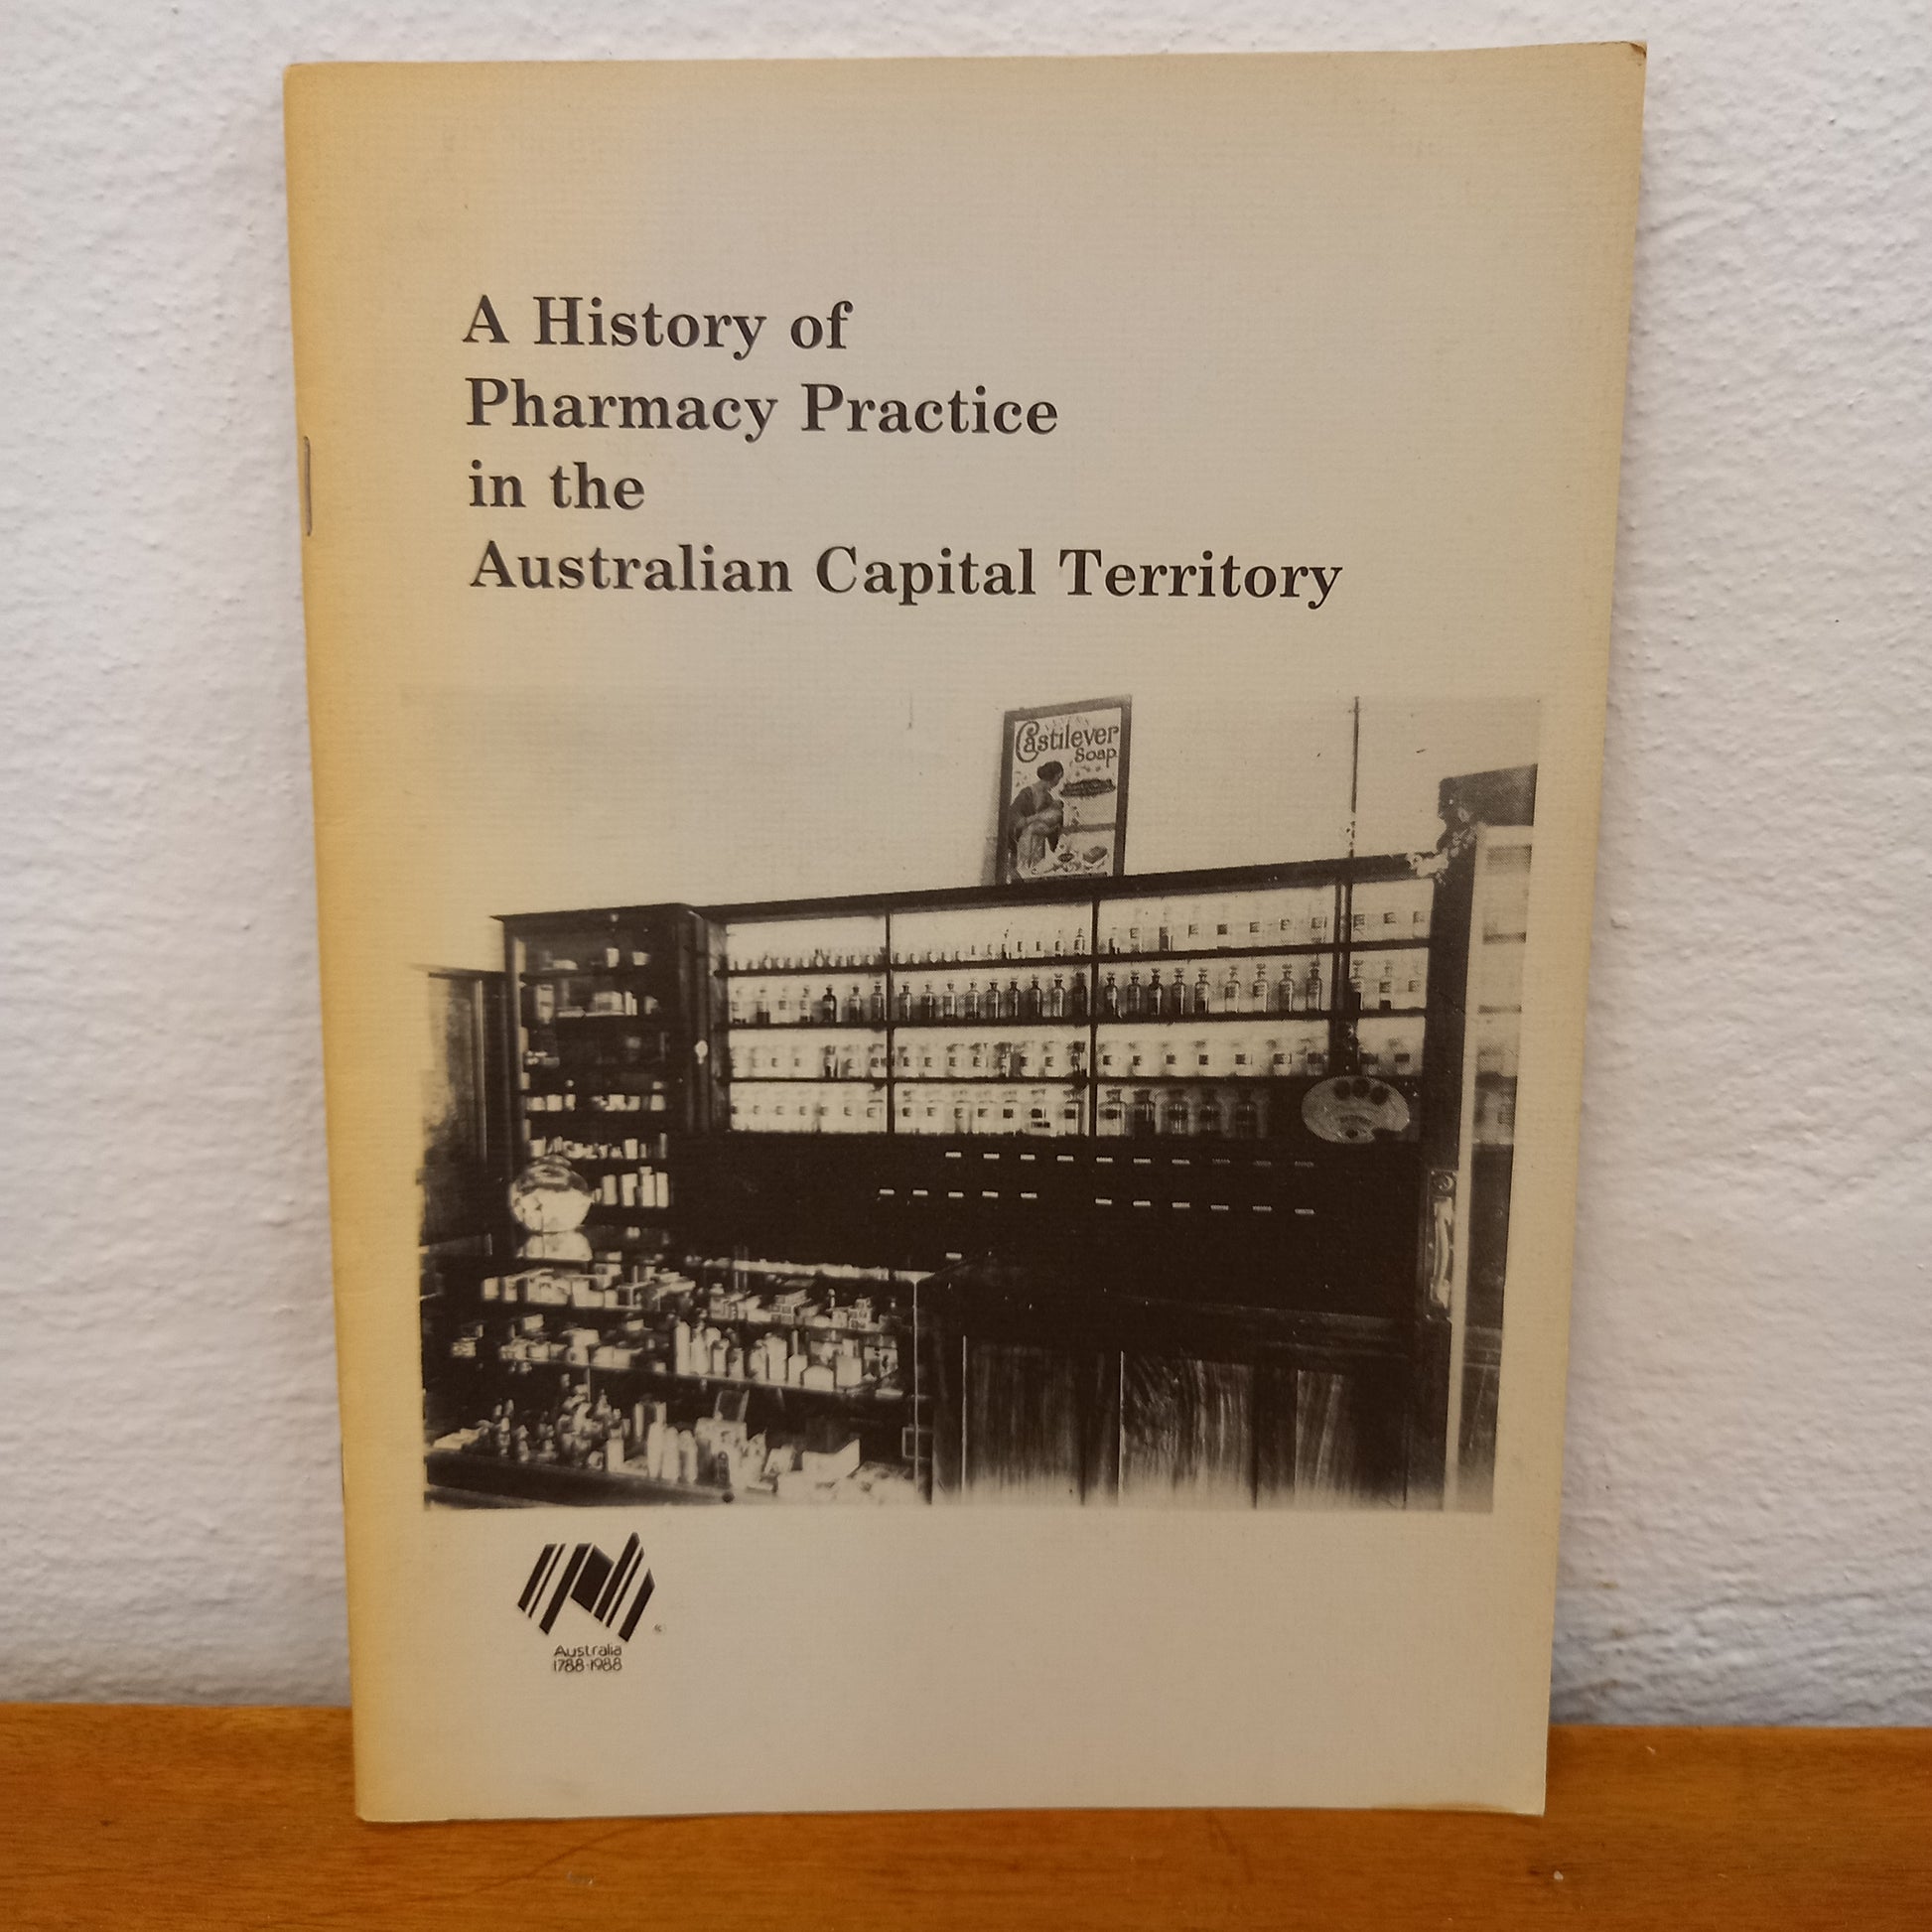 A History of
Pharmacy Practice
in the
Australian Capital Territory
Castilever
Soap
Australia
1788-1988